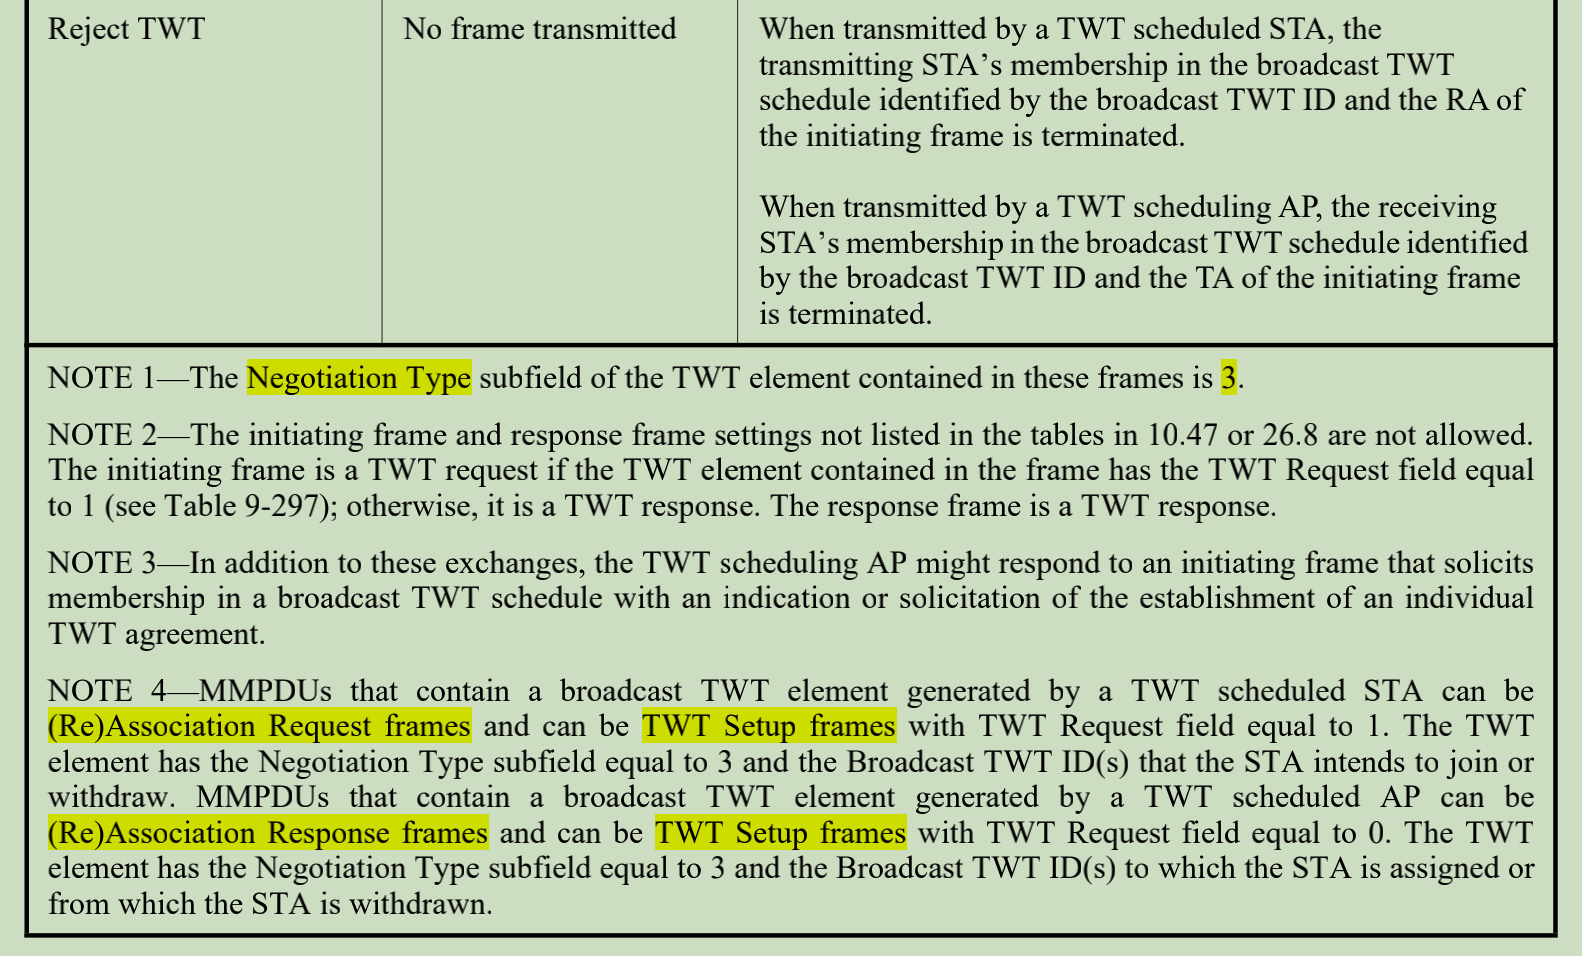 Reject TWT
No frame transmitted
When transmitted by a TWT scheduled STA, the
transmitting STA’s membership in the broadcast TWT
schedule identified by the broadcast TWT ID and the RA of
the initiating frame is terminated.
When transmitted by a TWT scheduling AP, the receiving
STA’s membership in the broadcast TWT schedule identified
by the broadcast TWT ID and the TA of the initiating frame
is terminated.
NOTE 1—The Negotiation Type subfield of the TWT element contained in these frames is 3.
NOTE 2—The initiating frame and response frame settings not listed in the tables in 10.47 or 26.8 are not allowed.
The initiating frame is a TWT request if the TWT element contained in the frame has the TWT Request field equal
to 1 (see Table 9-297); otherwise, it is a TWT response. The response frame is a TWT response.
NOTE 3—In addition to these exchanges, the TWT scheduling AP might respond to an initiating frame that solicits
membership in a broadcast TWT schedule with an indication or solicitation of the establishment of an individual
TWT agreement.
NOTE 4—MMPDUs that contain a broadcast TWT element generated by a TWT scheduled STA can be
(Re)Association Request frames and can be TWT Setup frames with TWT Request field equal to 1. The TWT
element has the Negotiation Type subfield equal to 3 and the Broadcast TWT ID(s) that the STA intends to join or
withdraw. MMPDUs that contain a broadcast TWT element generated by a TWT scheduled AP can be
(Re)Association Response frames and can be TWT Setup frames with TWT Request field equal to 0. The TWT
element has the Negotiation Type subfield equal to 3 and the Broadcast TWT ID(s) to which the STA is assigned or
from which the STA is withdrawn.